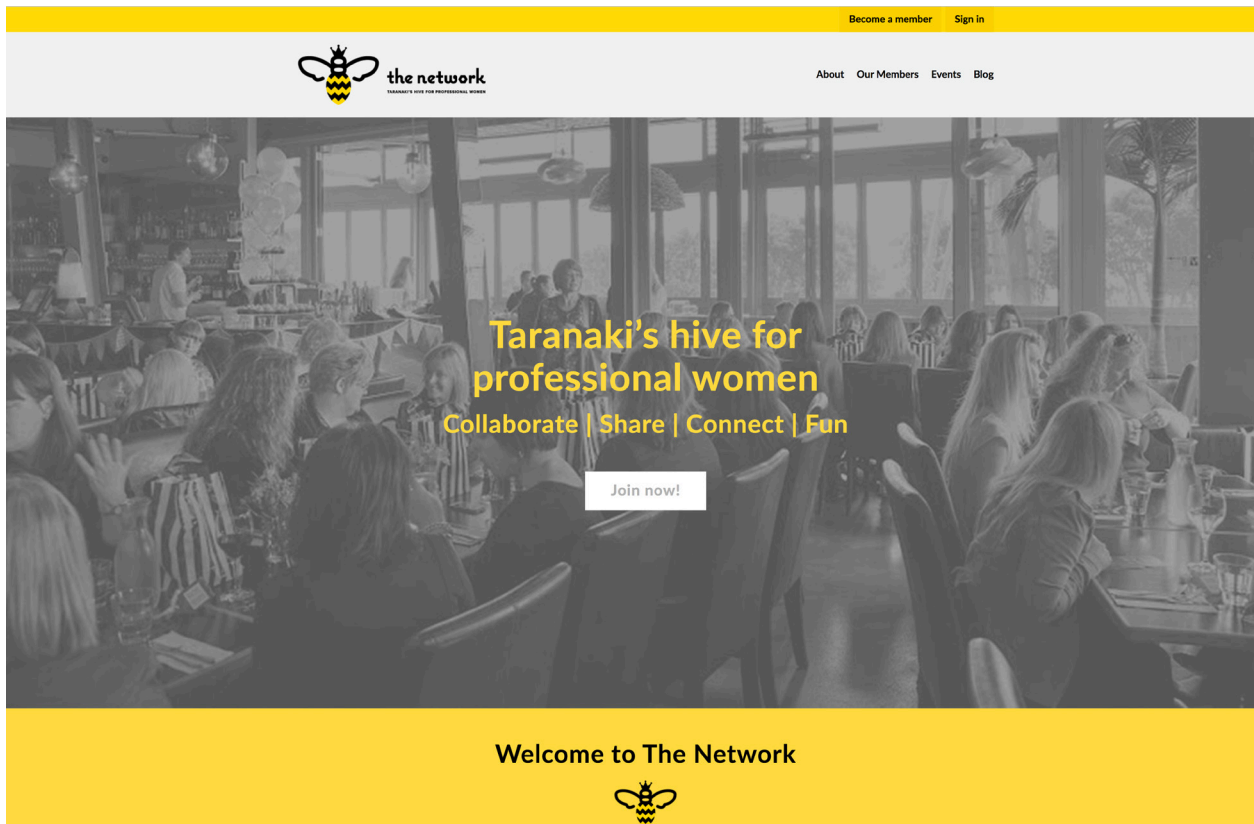 Become a member Sign in
the network
TARANAKI'S HIVE FOR PROFESSIONAL WOMEN
About Our Members Events Blog
Taranaki's hive for
professional women
Collaborate | Share | Connect | Fun
Join now!
Welcome to The Network